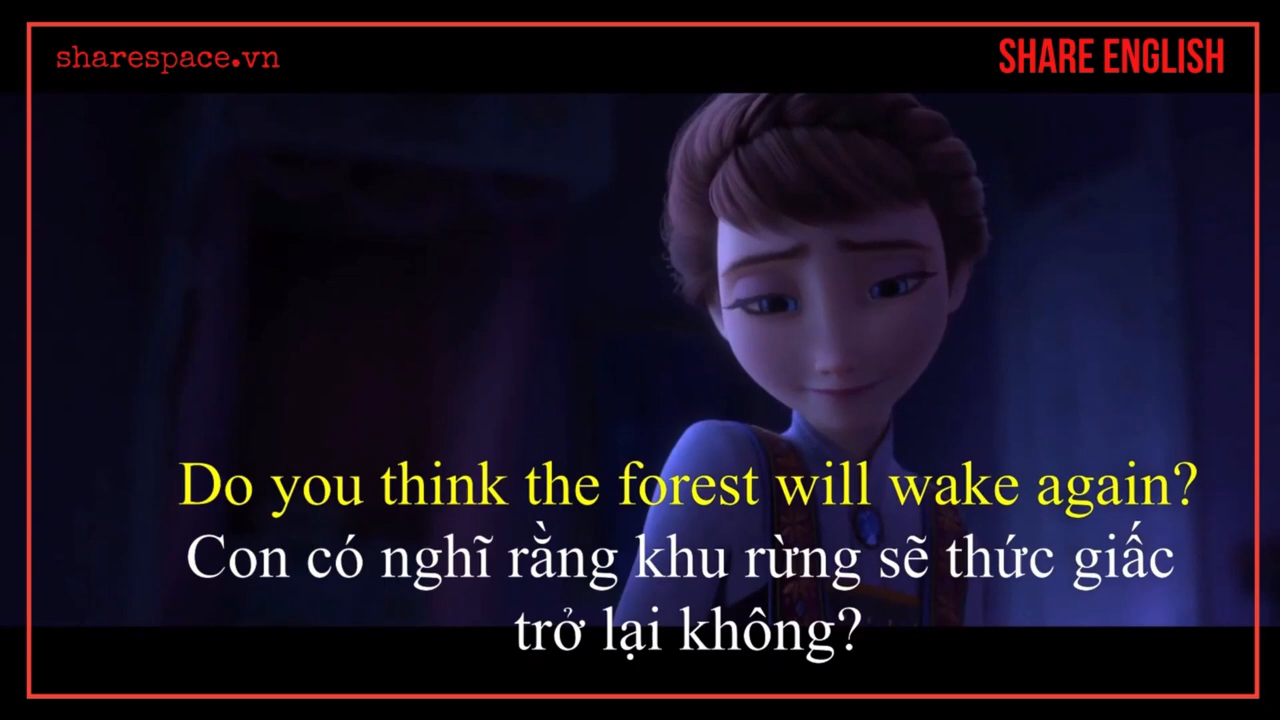 sharespace.vn
SHARE ENGLISH
Do you think the forest will wake again?
Con có nghĩ rằng khu rừng sẽ thức giấc
trở lại không?